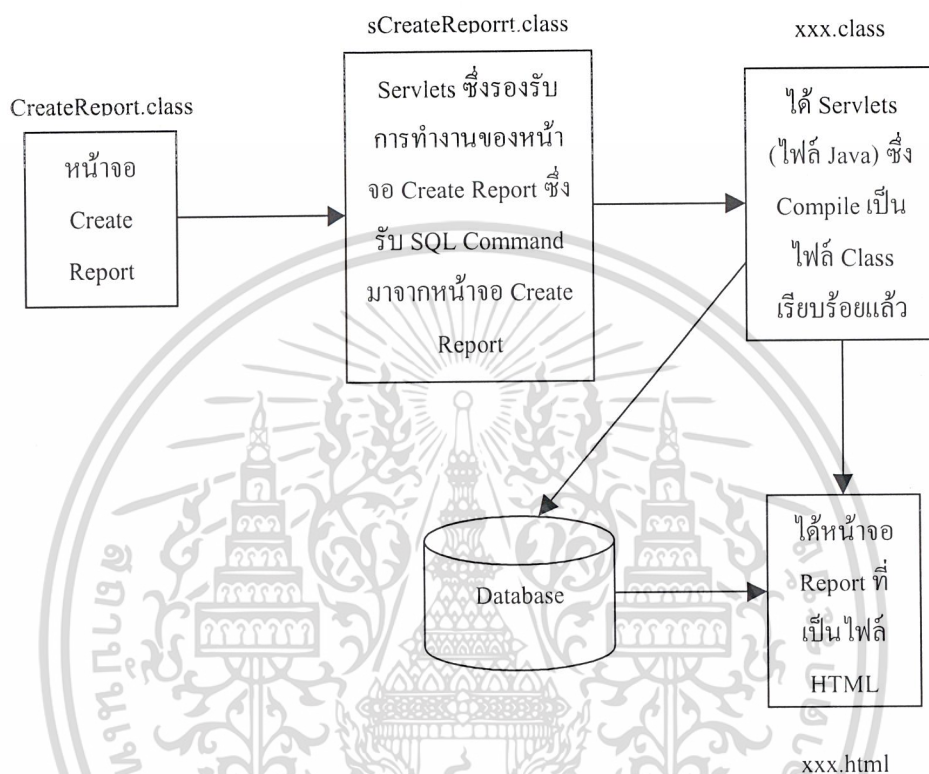 sCreateReporrt.class
xxx.class
CreateReport.class
หน้าจอ
Create
Report
Servlets ซึ่งรองรับ
การทำงานของหน้า
จอ Create Report ซึ่ง
รับ SQL Command
มาจากหน้าจอ Create
Report
ได้ Servlets
(ไฟล์ Java) ซึ่ง
Compile เป็น
ไฟล์ Class
เรียบร้อยแล้ว
Database
ได้หน้าจอ
Report ที่
เป็นไฟล์
HTML
xxx.html